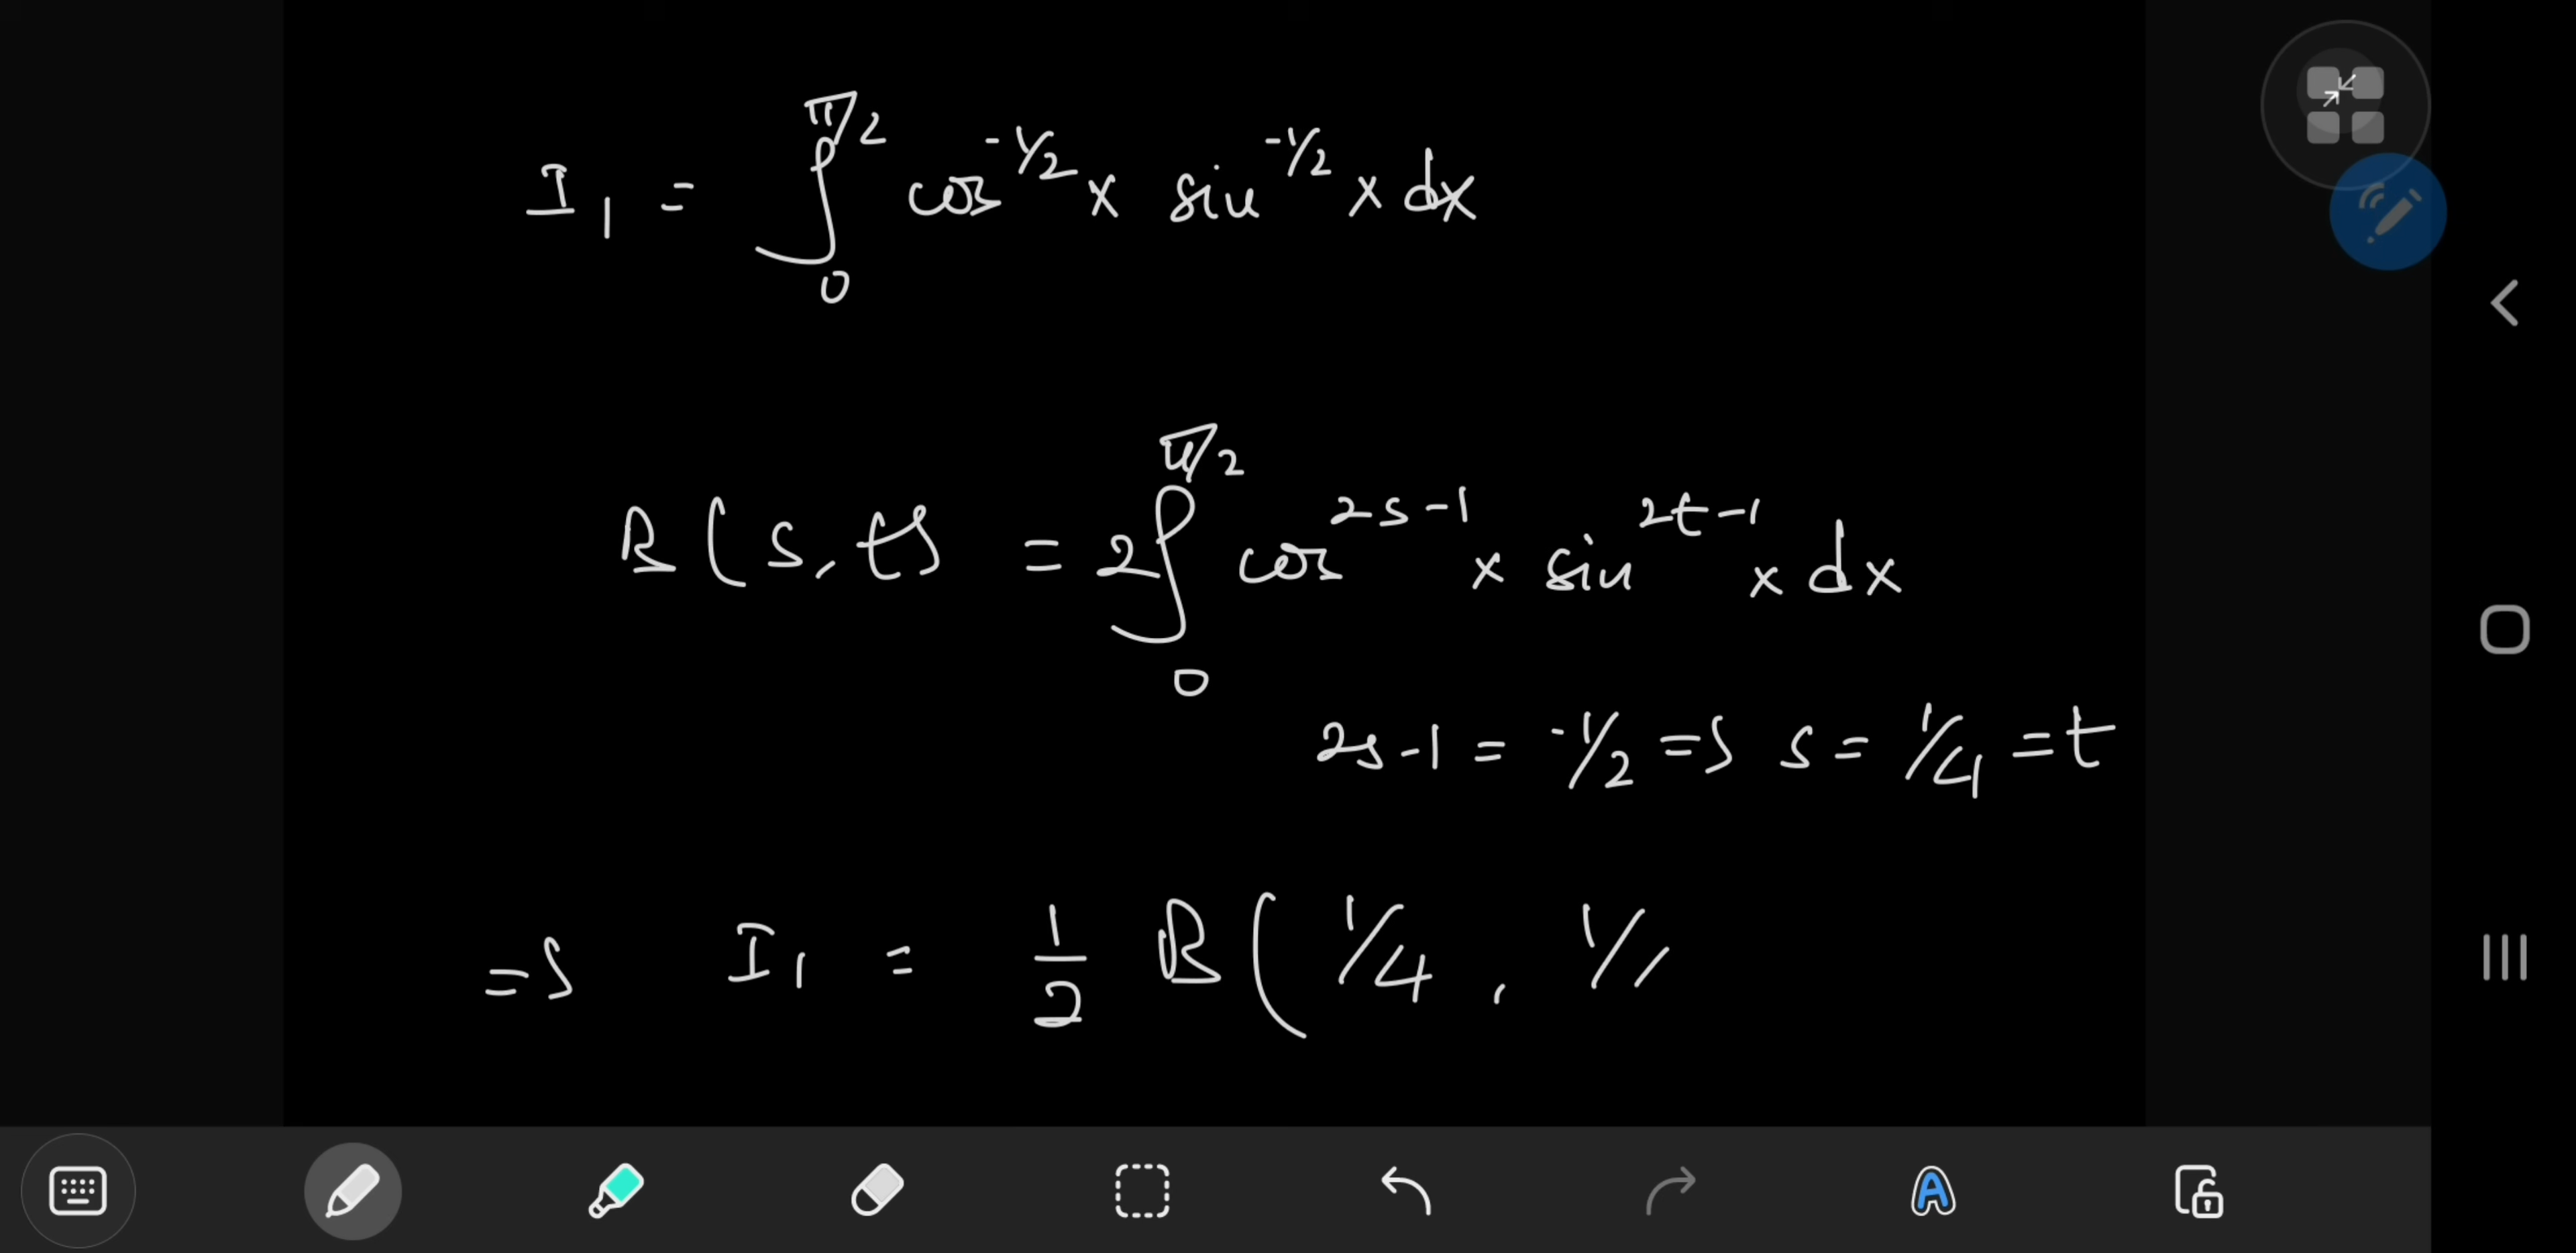 I₁ = ∫₀^(π/2) cos^(-1/2) x sin^(-1/2) x dx
B(s, t) = 2∫₀^(π/2) cos^(2s-1) x sin^(2t-1) x dx
2s-1 = -1/2 => s = 1/4 = t
=> I₁ = 1/2 B(1/4, 1/
A